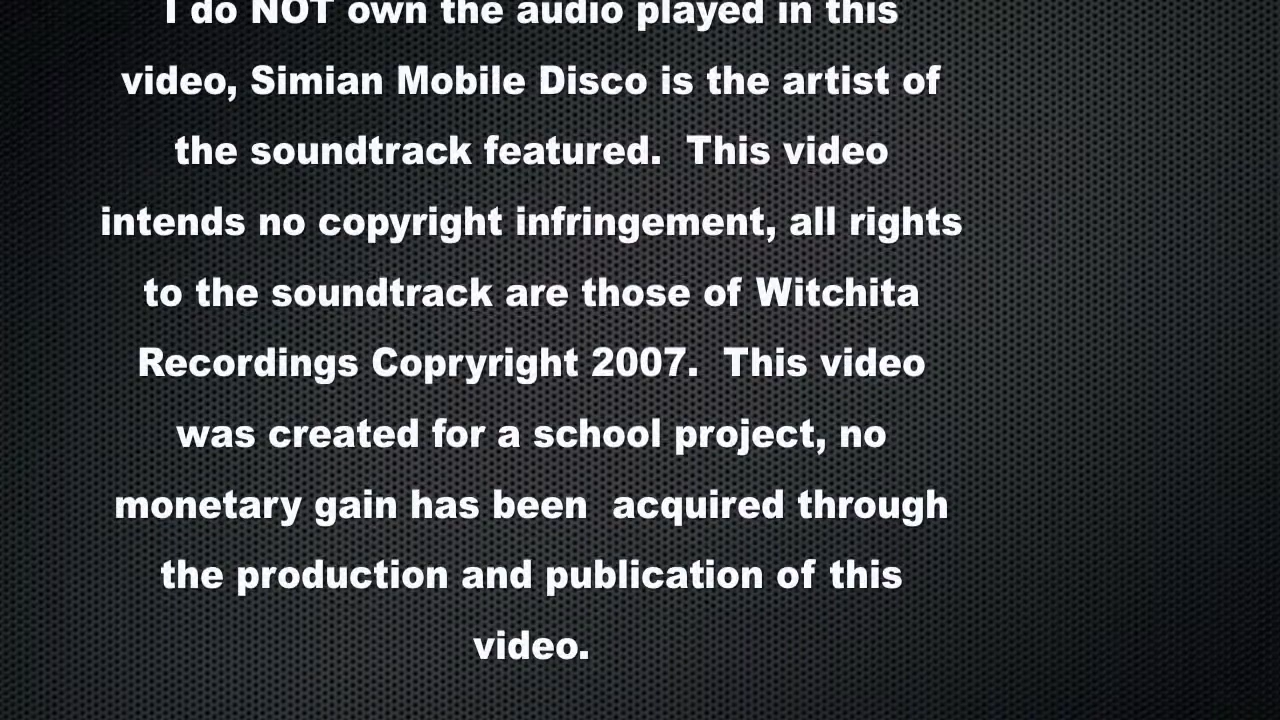 I do NOT own the audio played in this
video, Simian Mobile Disco is the artist of
the soundtrack featured.  This video
intends no copyright infringement, all rights
to the soundtrack are those of Witchita
Recordings Copryright 2007.  This video
was created for a school project, no
monetary gain has been  acquired through
the production and publication of this
video.